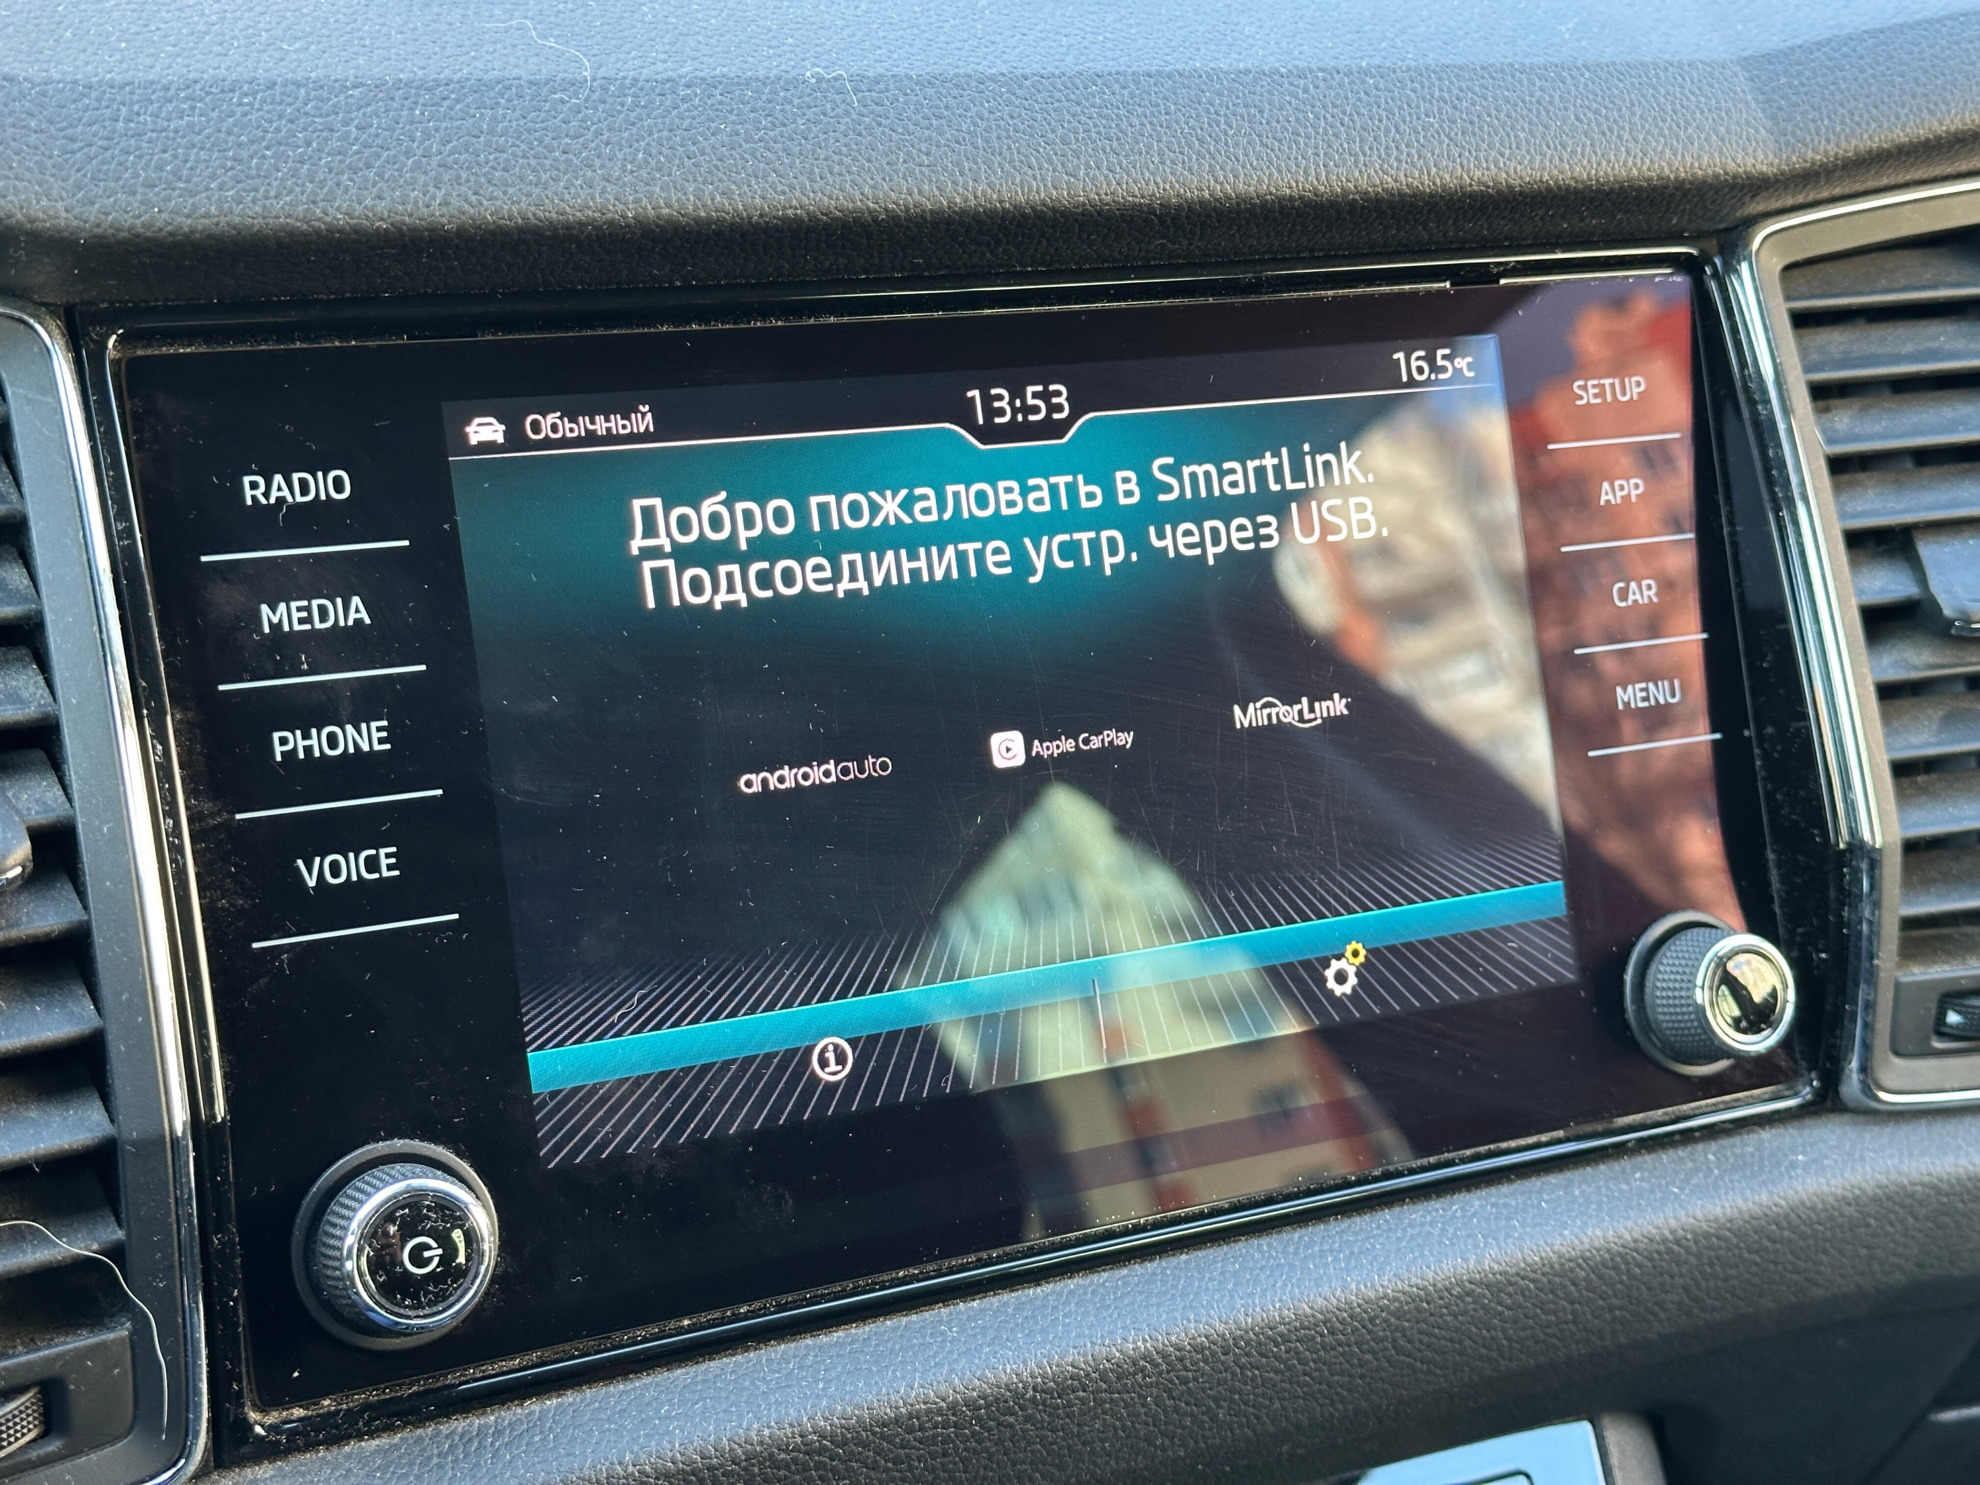 Обычный
13:53
16.5°C
RADIO
MEDIA
PHONE
VOICE
Добро пожаловать в SmartLink.
Подсоедините устр. через USB.
androidauto
Apple CarPlay
MirrorLink
SETUP
APP
CAR
MENU